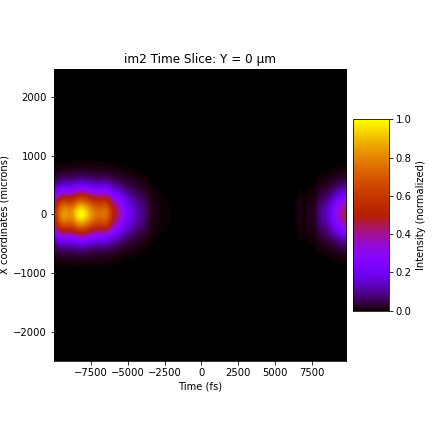 im2 Time Slice: Y = 0 μm
2000
1000
0
−1000
−2000
X coordinates (microns)
−7500 −5000 −2500 0 2500 5000 7500
Time (fs)
1.0
0.8
0.6
0.4
0.2
0.0
Intensity (normalized)